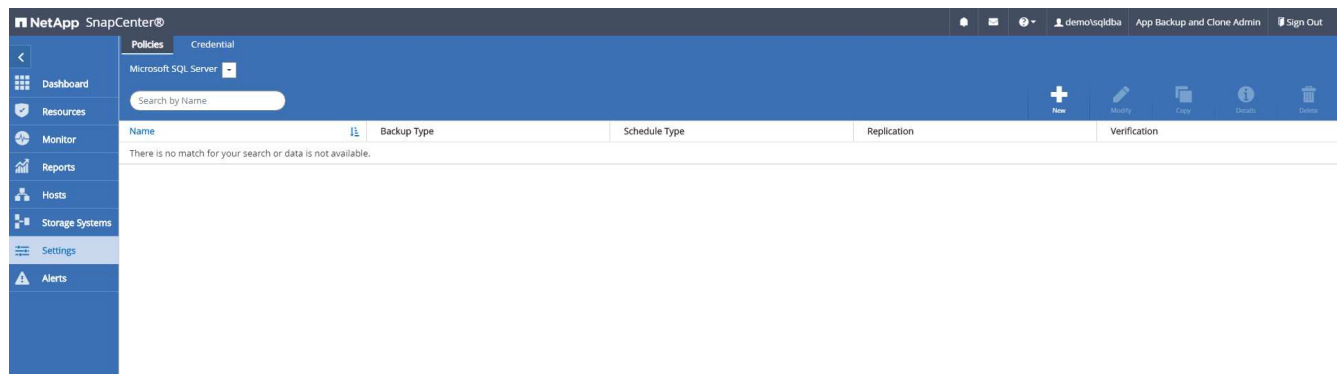 NetApp SnapCenter®
demo\sqldba App Backup and Clone Admin Sign Out
Policies Credential
Microsoft SQL Server
Search by Name
New Modify Copy Details Delete
Dashboard
Resources
Monitor
Reports
Hosts
Storage Systems
Settings
Alerts
Name Backup Type Schedule Type Replication Verification
There is no match for your search or data is not available.